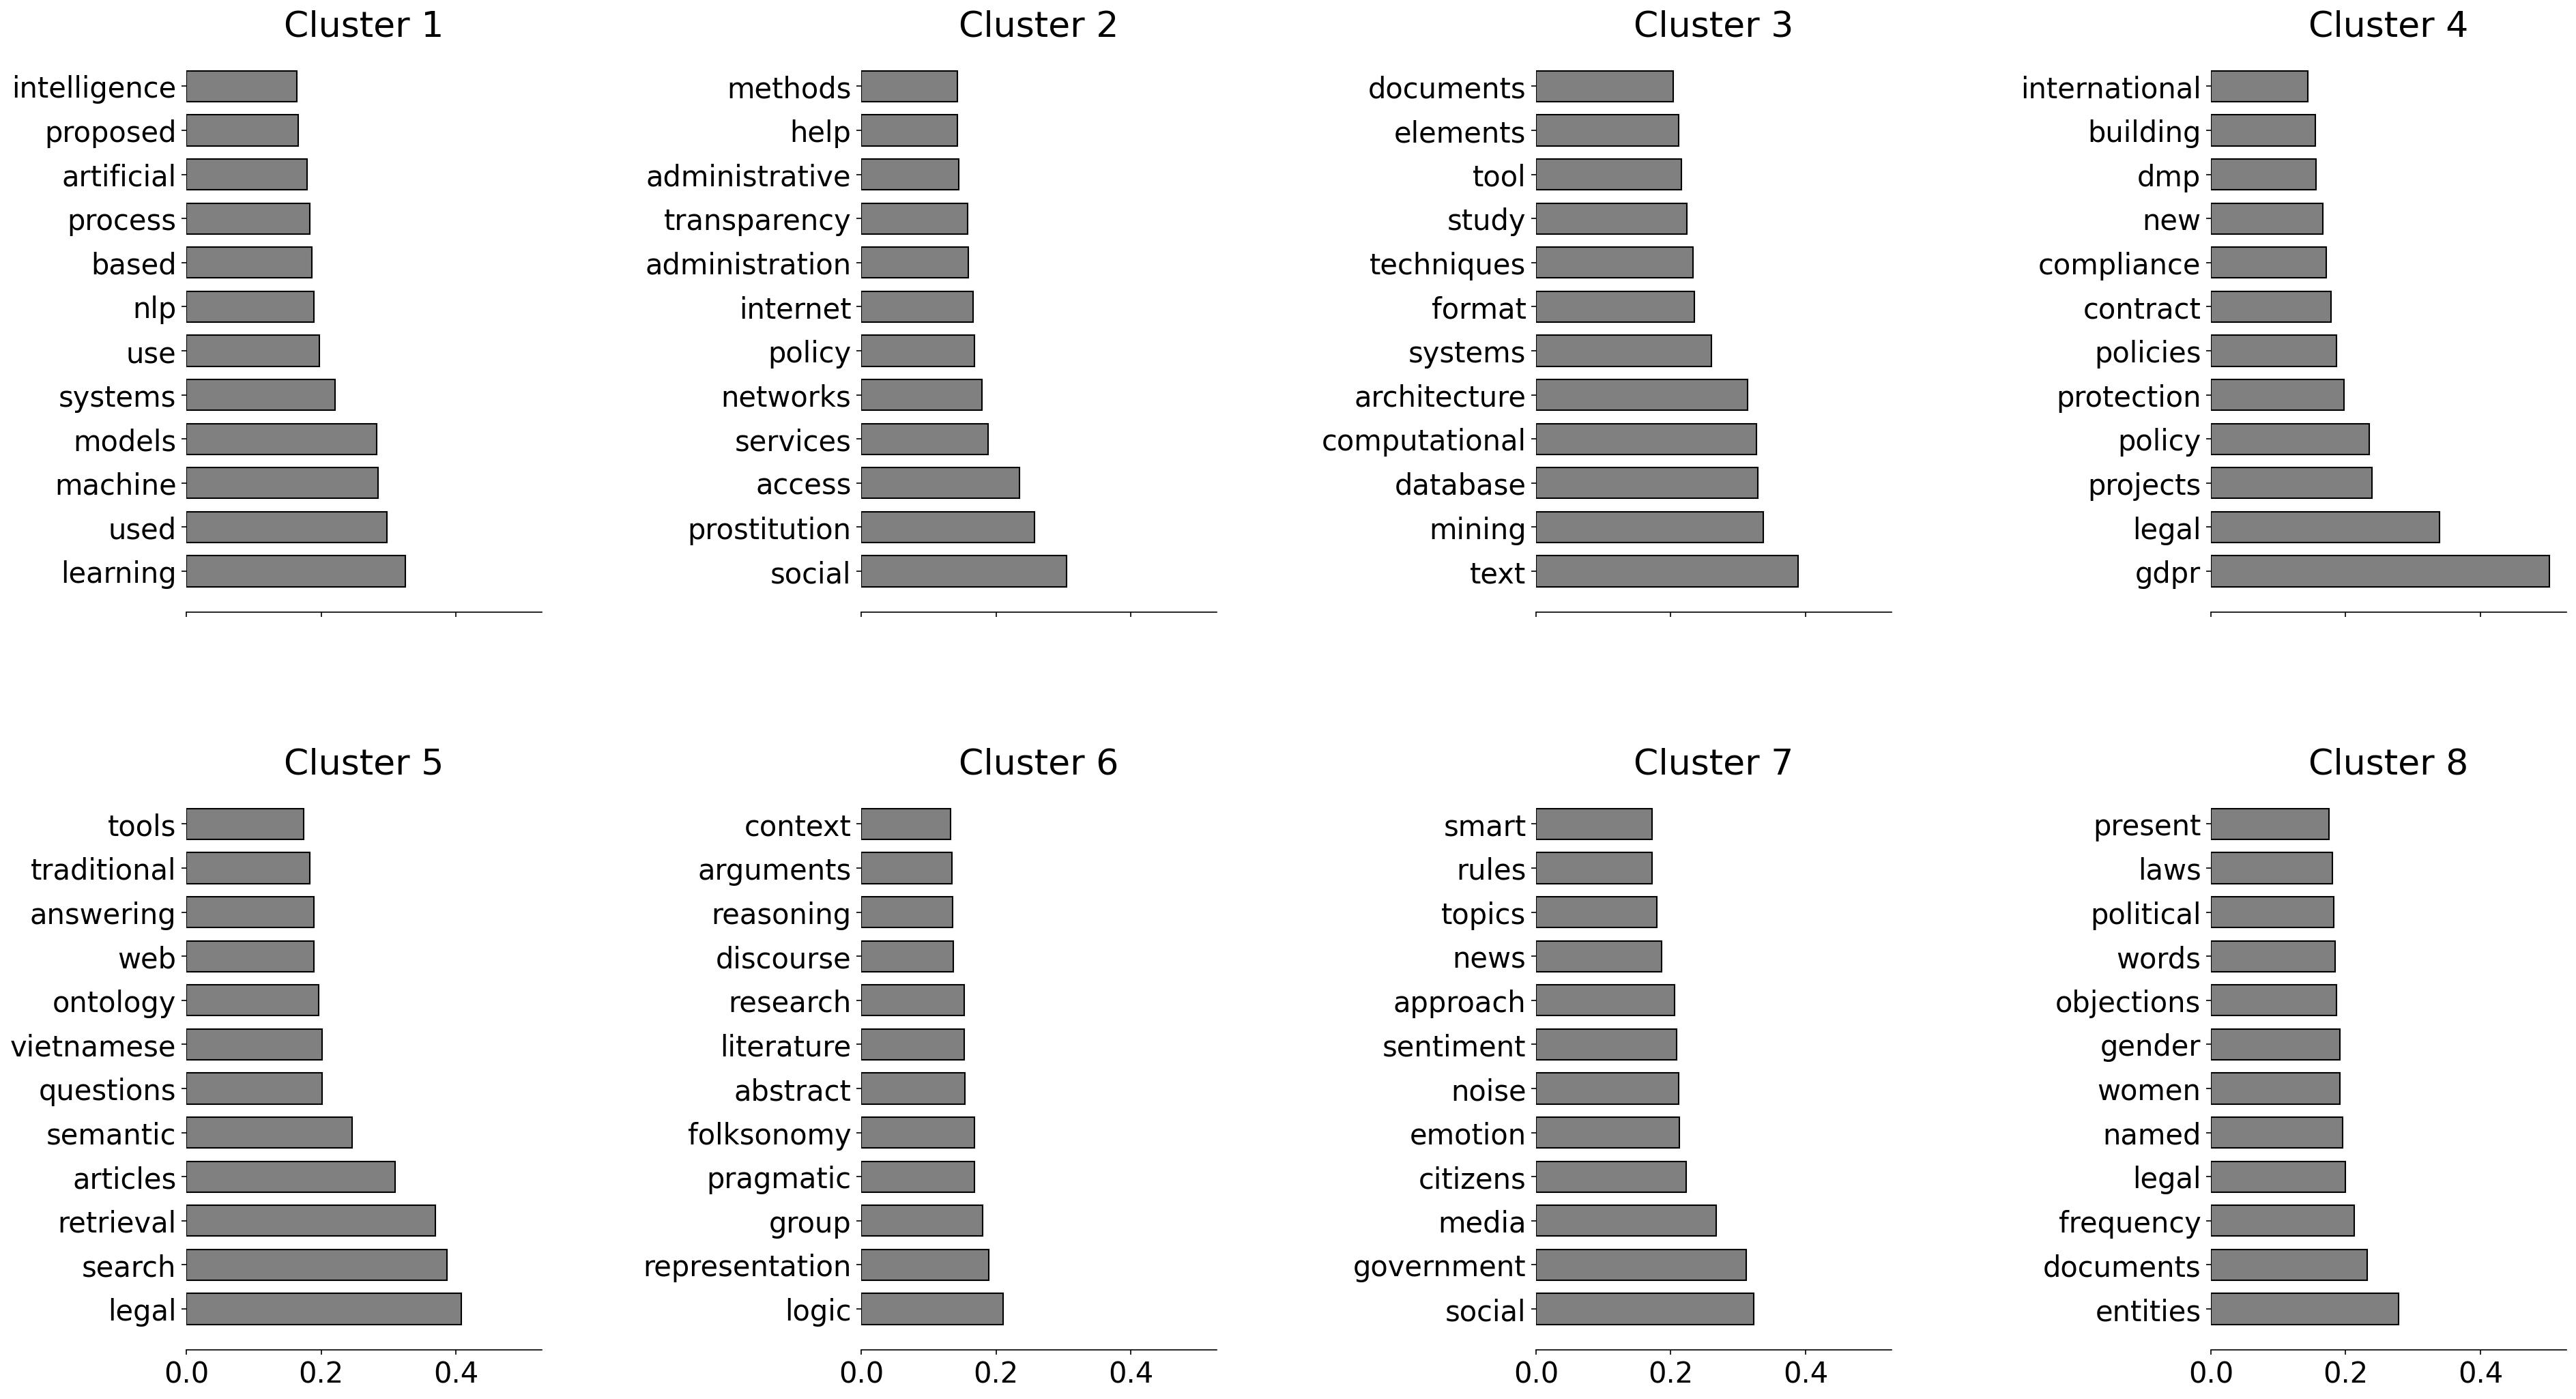 Cluster 1
intelligence
proposed
artificial
process
based
nlp
use
systems
models
machine
used
learning
Cluster 2
methods
help
administrative
transparency
administration
internet
policy
networks
services
access
prostitution
social
Cluster 3
documents
elements
tool
study
techniques
format
systems
architecture
computational
database
mining
text
Cluster 4
international
building
dmp
new
compliance
contract
policies
protection
policy
projects
legal
gdpr
Cluster 5
tools
traditional
answering
web
ontology
vietnamese
questions
semantic
articles
retrieval
search
legal
0.0 0.2 0.4
Cluster 6
context
arguments
reasoning
discourse
research
literature
abstract
folksonomy
pragmatic
group
representation
logic
0.0 0.2 0.4
Cluster 7
smart
rules
topics
news
approach
sentiment
noise
emotion
citizens
media
government
social
0.0 0.2 0.4
Cluster 8
present
laws
political
words
objections
gender
women
named
legal
frequency
documents
entities
0.0 0.2 0.4